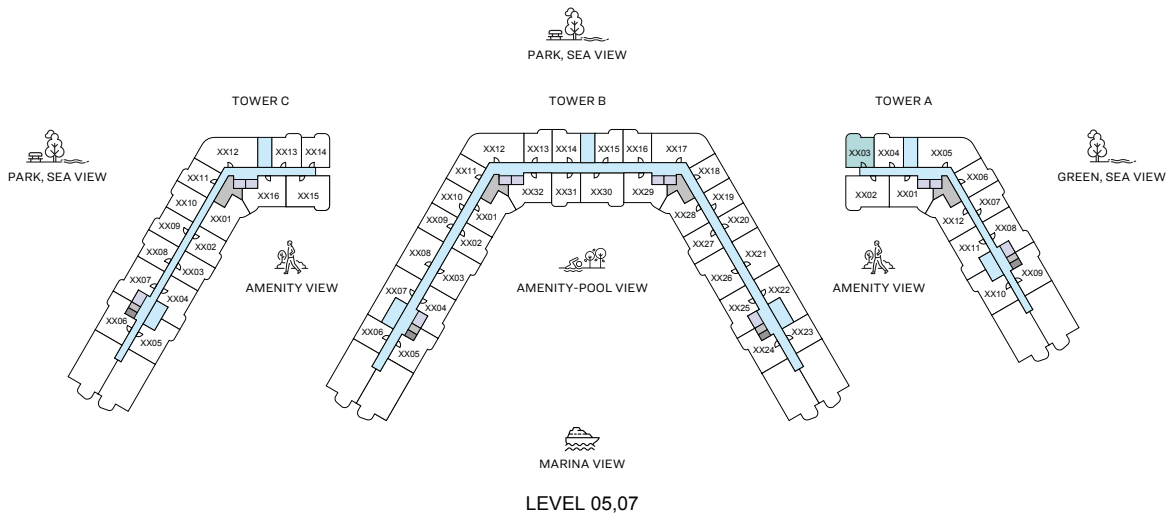 PARK, SEA VIEW
TOWER C
TOWER B
TOWER A
PARK, SEA VIEW
GREEN, SEA VIEW
XX12
XX13
XX14
XX11
XX10
XX09
XX08
XX07
XX06
XX01
XX02
XX03
XX04
XX05
XX16
XX15
AMENITY VIEW
XX12
XX13
XX14
XX15
XX16
XX17
XX11
XX10
XX09
XX08
XX07
XX06
XX01
XX02
XX03
XX04
XX05
XX32
XX31
XX30
XX29
XX18
XX19
XX20
XX21
XX22
XX23
XX28
XX27
XX26
XX25
XX24
AMENITY-POOL VIEW
XX03
XX04
XX05
XX02
XX01
XX06
XX07
XX08
XX09
XX12
XX11
XX10
AMENITY VIEW
MARINA VIEW
LEVEL 05,07